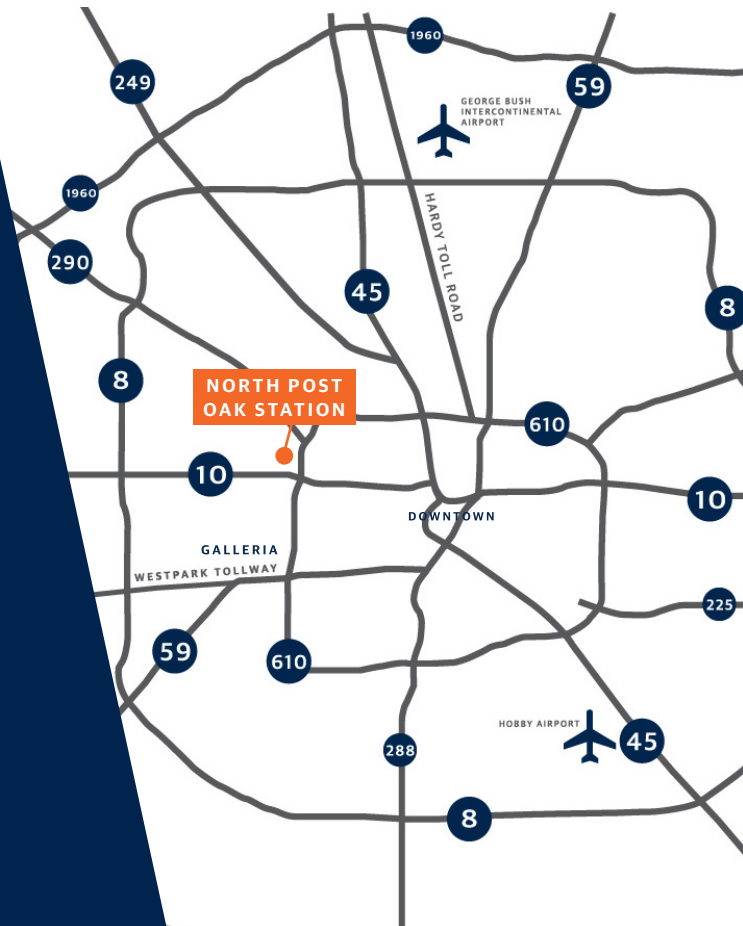 1960
249
59
GEORGE BUSH
INTERCONTINENTAL
AIRPORT
1960
HARDY TOLL ROAD
290
45
8
8
NORTH POST
OAK STATION
610
10
10
DOWNTOWN
GALLERIA
WESTPARK TOLLWAY
225
59
610
HOBBY AIRPORT
45
288
8